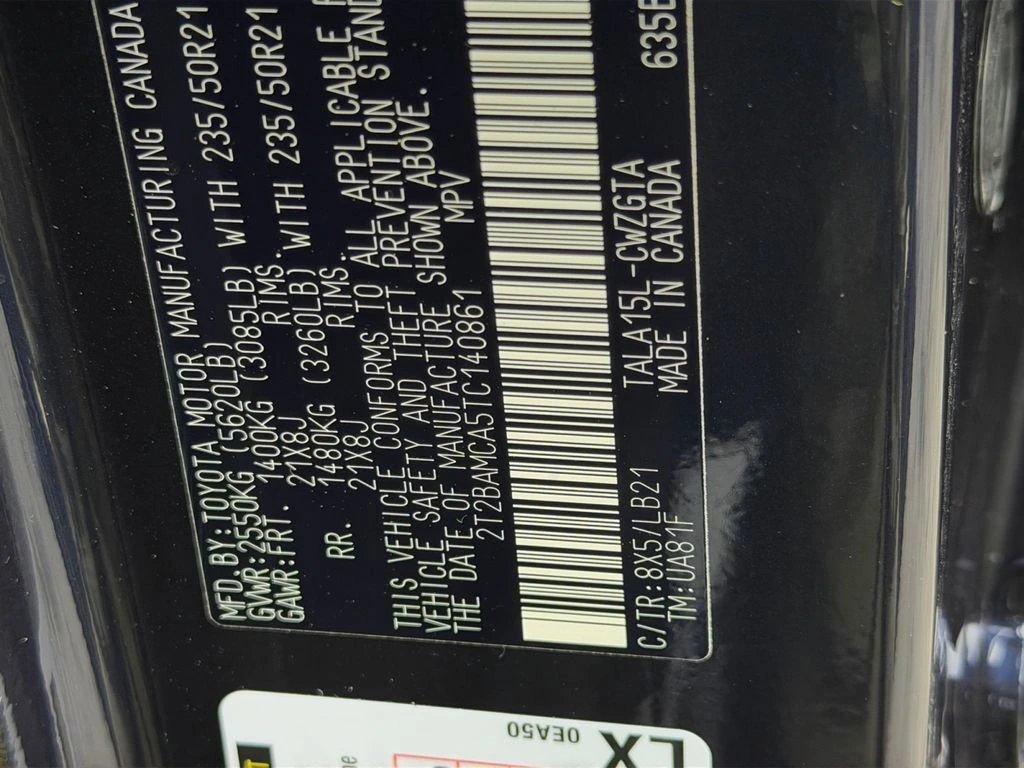 MFD.BY:TOYOTA MOTOR MANUFACTURING CANADA
GVWR:2550KG (5620LB)
GAWR:FRT. 1400KG (3085LB) WITH 235/50R21
21X8J RIMS.
RR. 1480KG (3260LB) WITH 235/50R21
21X8J RIMS.
THIS VEHICLE CONFORMS TO ALL APPLICABLE
VEHICLE SAFETY AND THEFT PREVENTION STAND
THE DATE OF MANUFACTURE SHOWN ABOVE.
2T2BAMCA5TC140861 MPV
C/TR:8X5/LB21 TALA15L-CWZGTA 635B
TM:UA81F MADE IN CANADA
0EA50
LX